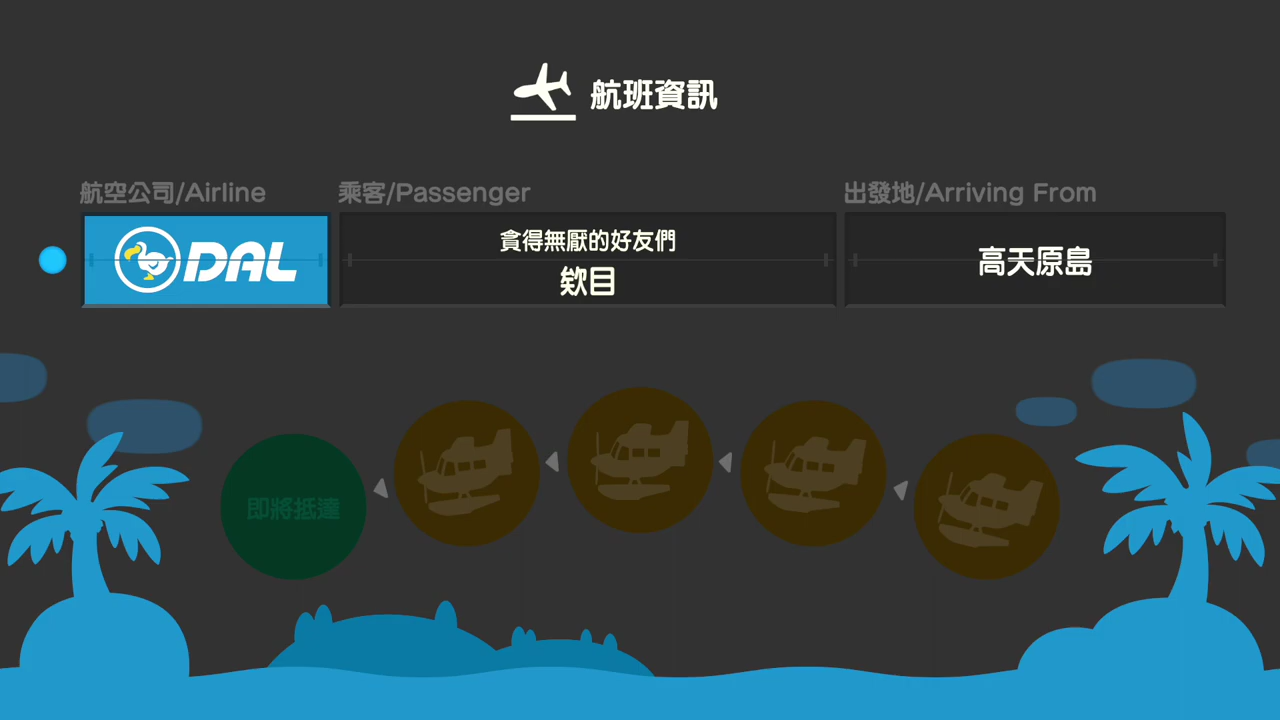 航班資訊
航空公司/Airline
乘客/Passenger
出發地/Arriving From
DAL
貪得無厭的好友們
欸目
高天原島
即將抵達